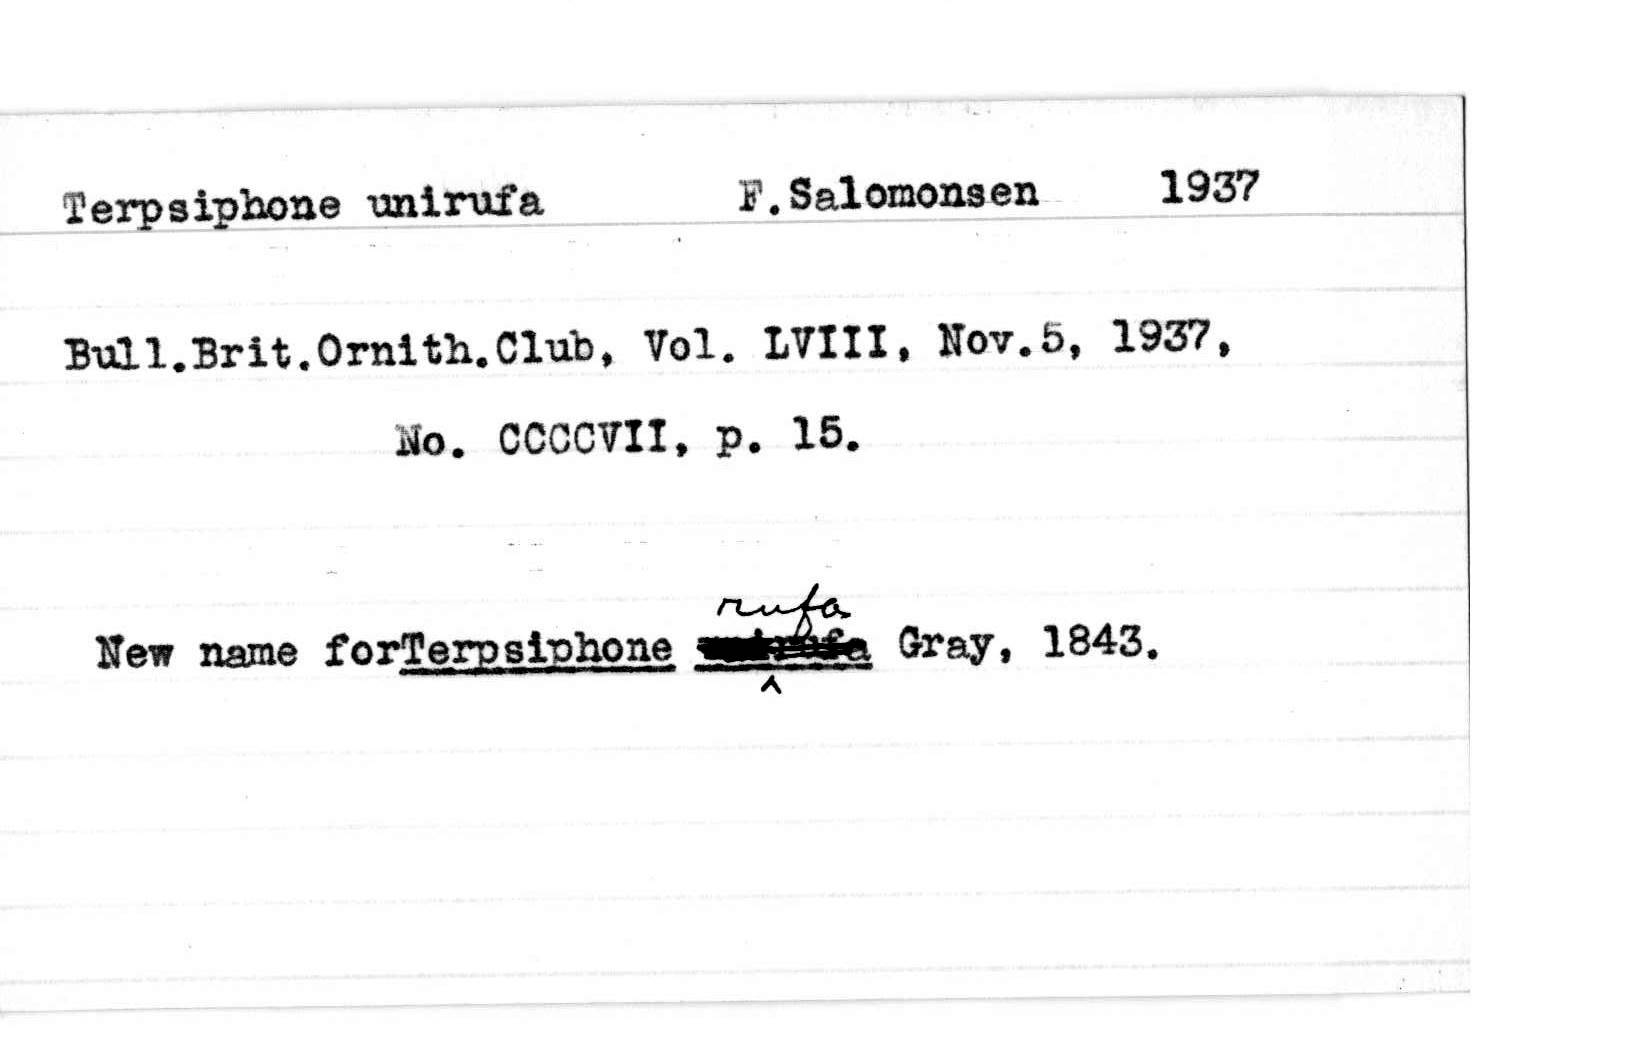 Terpsiphone unirufa F.Salomonsen 1937
Bull.Brit.Ornith.Club, Vol. LVIII, Nov.5, 1937,
No. CCCCVII, p. 15.
rufa
New name forTerpsiphone ^ Gray, 1843.